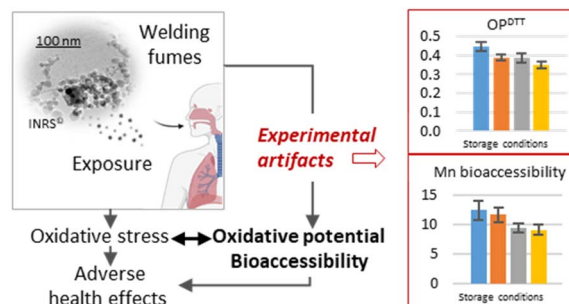 100 nm
Welding
fumes
INRS©
Exposure
Experimental
artifacts
Oxidative stress
Oxidative potential
Bioaccessibility
Adverse
health effects
OPᴰᵀᵀ
0.5
0.4
0.3
0.2
0.1
0.0
Storage conditions
Mn bioaccessibility
15
10
5
0
Storage conditions